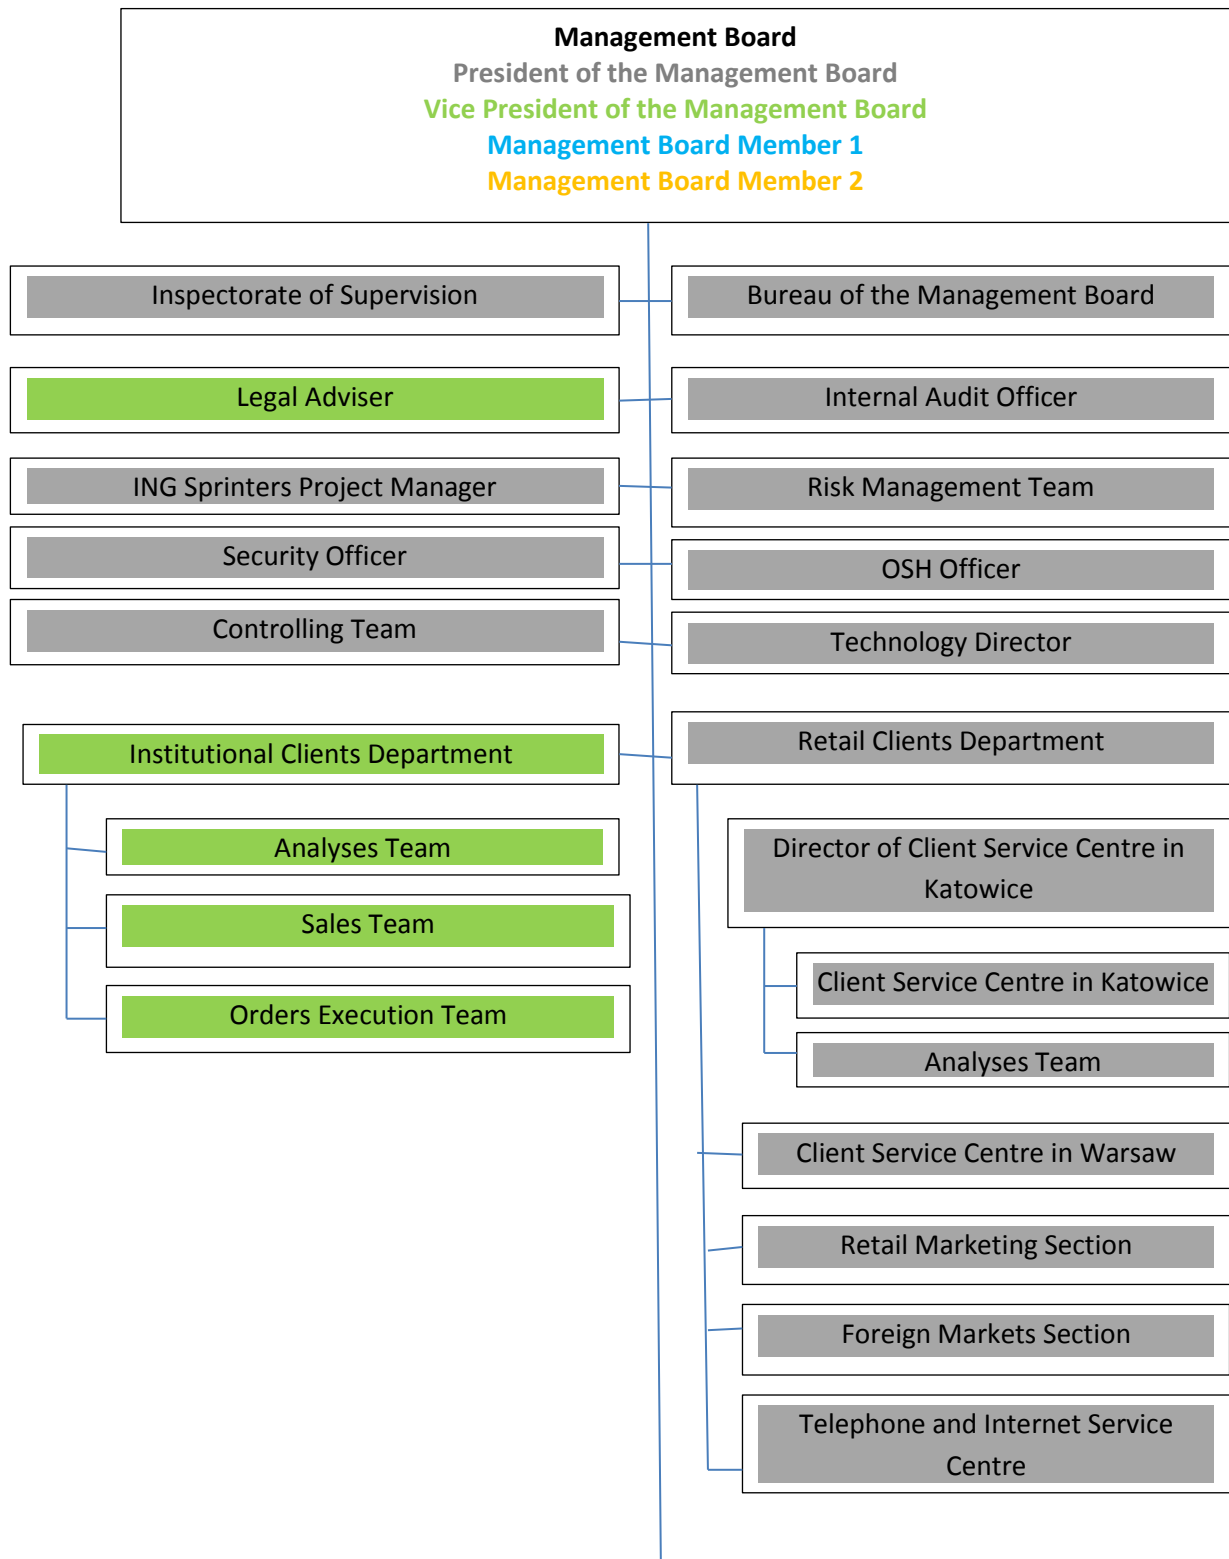 Management Board
President of the Management Board
Vice President of the Management Board
Management Board Member 1
Management Board Member 2
Inspectorate of Supervision
Bureau of the Management Board
Legal Adviser
Internal Audit Officer
ING Sprinters Project Manager
Risk Management Team
Security Officer
OSH Officer
Controlling Team
Technology Director
Institutional Clients Department
Retail Clients Department
Analyses Team
Sales Team
Orders Execution Team
Director of Client Service Centre in
Katowice
Client Service Centre in Katowice
Analyses Team
Client Service Centre in Warsaw
Retail Marketing Section
Foreign Markets Section
Telephone and Internet Service
Centre